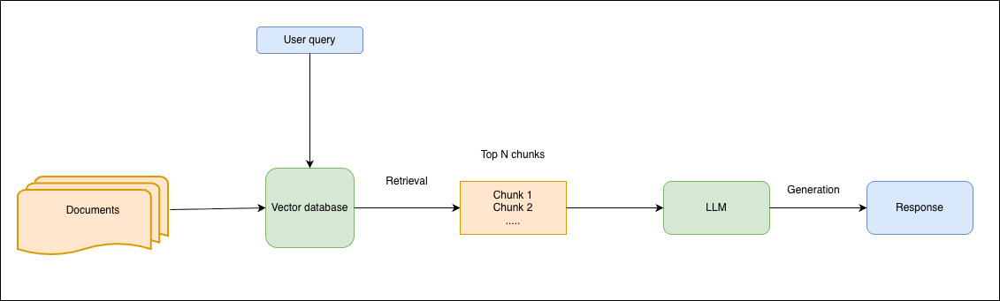 User query
Top N chunks
Retrieval
Chunk 1
Generation
Chunk 2
Documents
Vector database
LLM
Response
.....